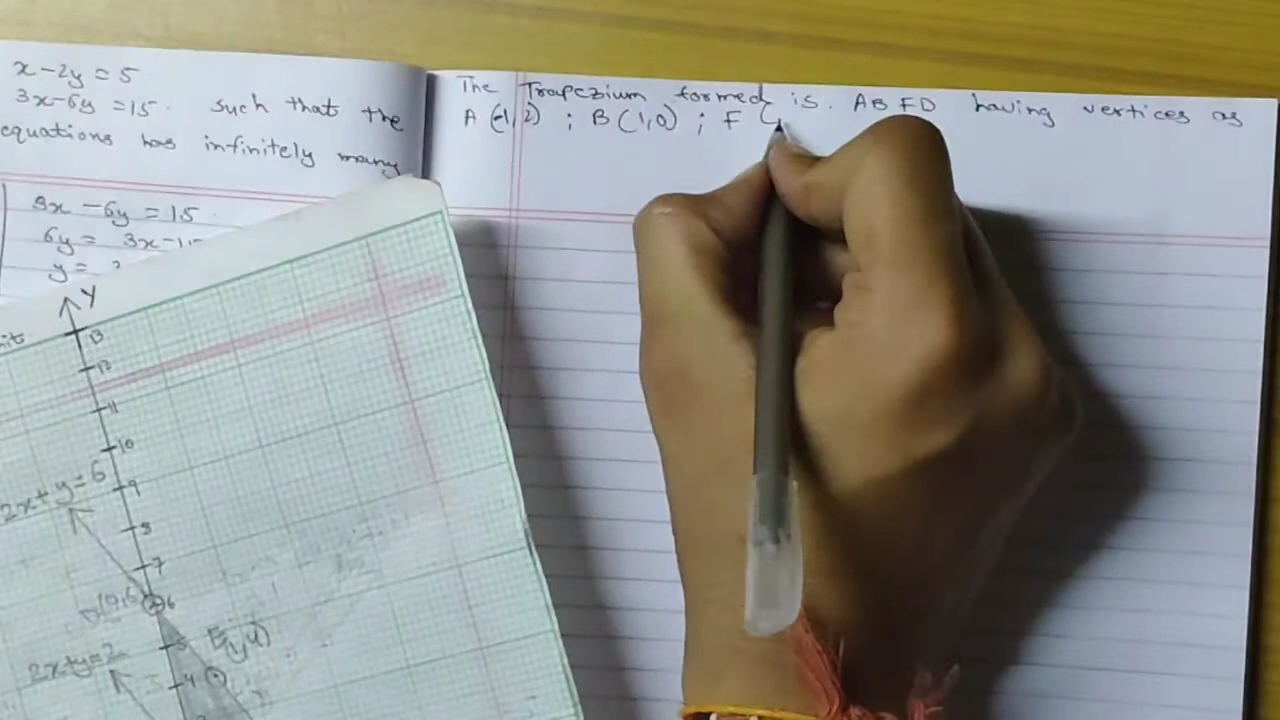 x-2y=5
3x-6y=15. such that the
equations has infinitely many
3x-6y=15.
6y=
y=
The Trapezium formed is. ABFD having vertices as
A(-1,2) ; B(1,0) ; F(
Y
13
12
11
10
9
8
7
6
5
4
2x+y=6
2x+y=2